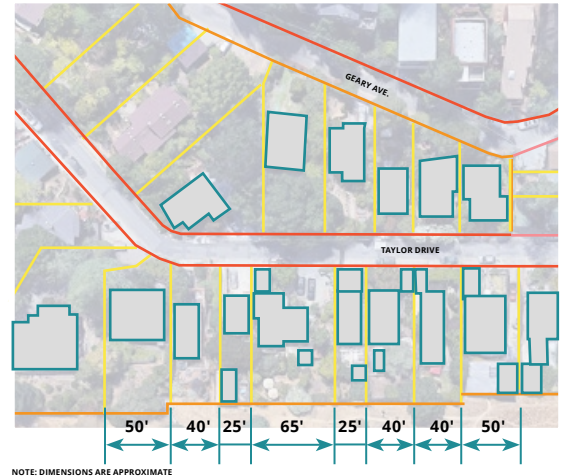 GEARY AVE.
TAYLOR DRIVE
50' 40' 25' 65' 25' 40' 40' 50'
NOTE: DIMENSIONS ARE APPROXIMATE